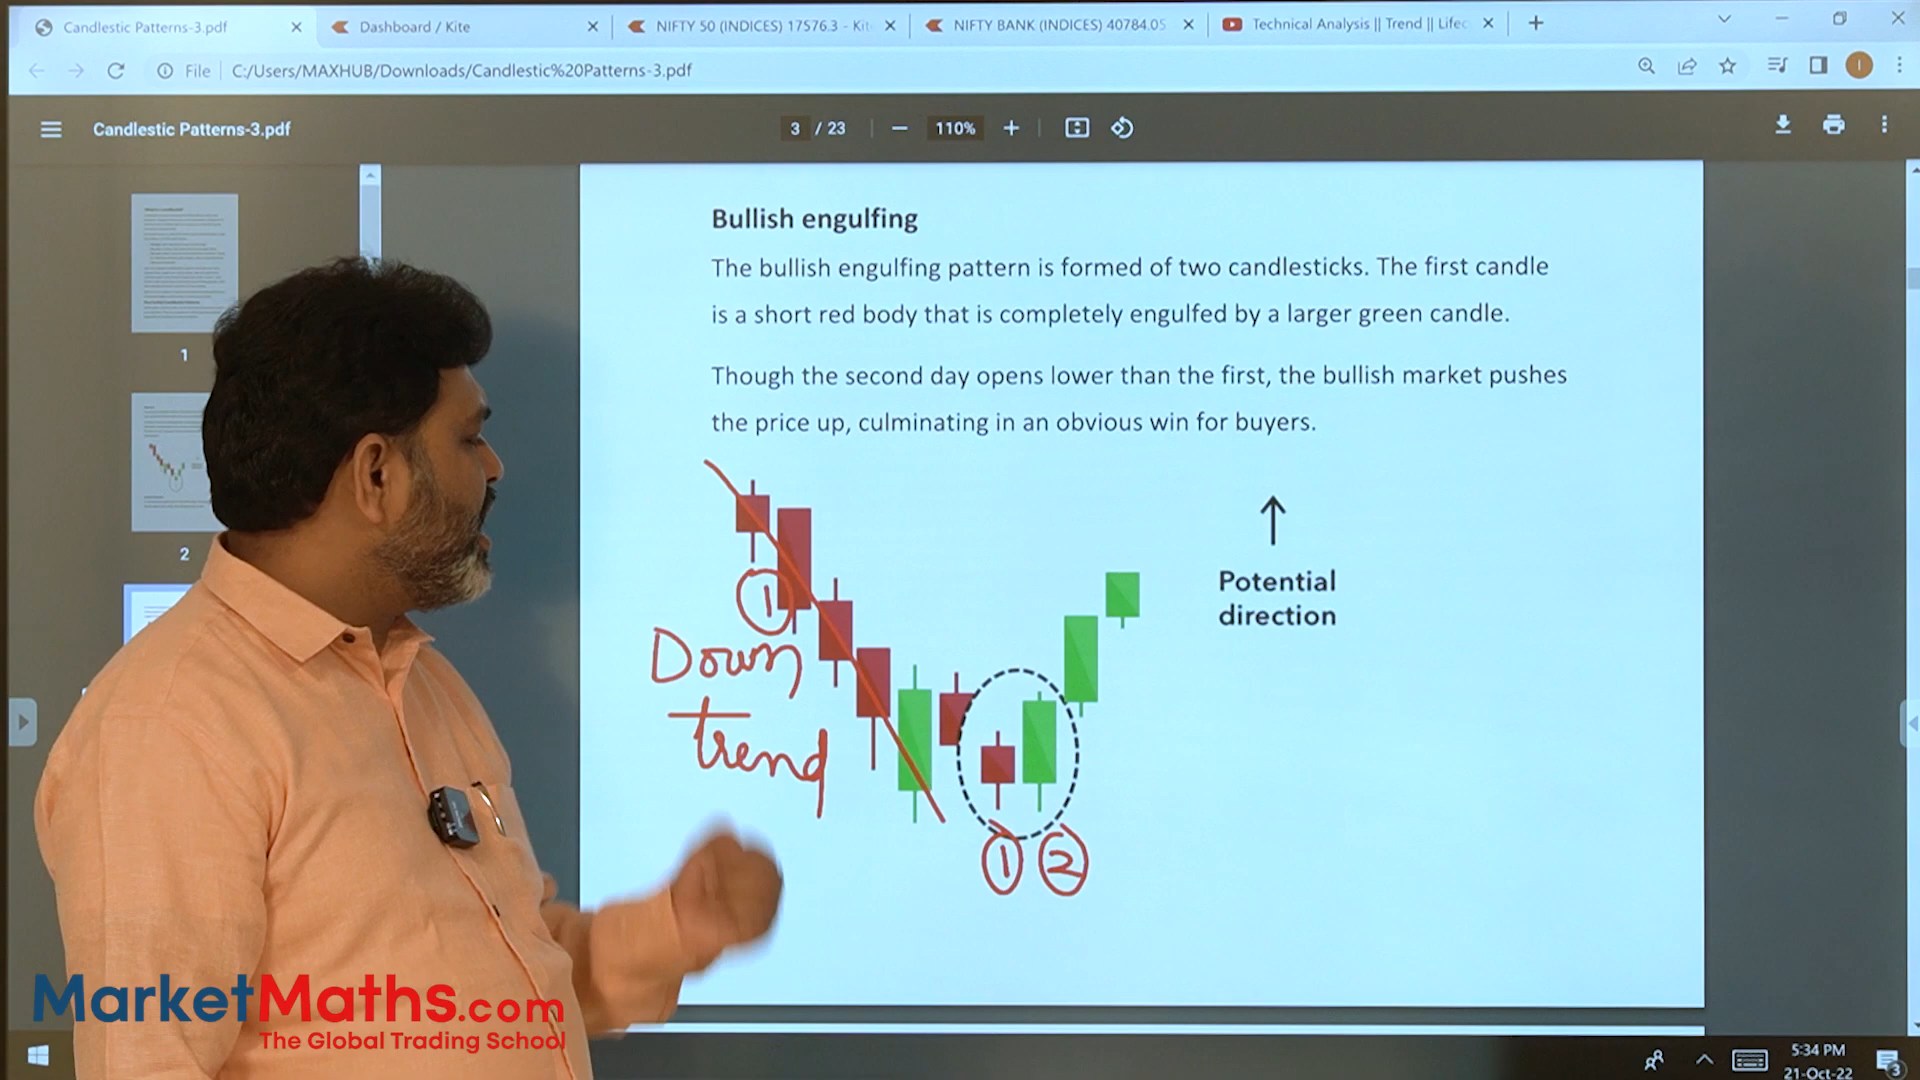 Candlestic Patterns-3.pdf
Dashboard / Kite
NIFTY 50 (INDICES) 17576.3 - Kit
NIFTY BANK (INDICES) 40784.05
Technical Analysis || Trend || Lifec
File
C:/Users/MAXHUB/Downloads/Candlestic%20Patterns-3.pdf
I
Candlestic Patterns-3.pdf
3 / 23
110%
Bullish engulfing
The bullish engulfing pattern is formed of two candlesticks. The first candle
is a short red body that is completely engulfed by a larger green candle.
Though the second day opens lower than the first, the bullish market pushes
the price up, culminating in an obvious win for buyers.
1
2
1
Down
trend
Potential
direction
1 2
MarketMaths.com
The Global Trading School
5:34 PM
21-Oct-22
3